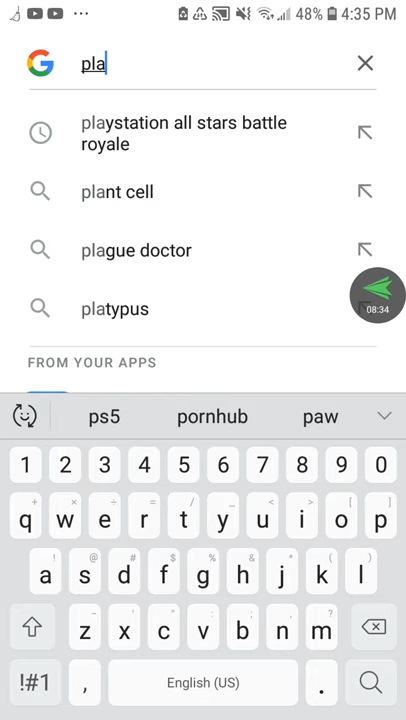 48% 4:35 PM
pla
playstation all stars battle
royale
plant cell
plague doctor
platypus
08:34
FROM YOUR APPS
ps5 pornhub paw
1 2 3 4 5 6 7 8 9 0
+ × ÷ = / _ < > [ ]
q w e r t y u i o p
! @ # $ % ^ & * ( )
a s d f g h j k l
- ' " : ; , ?
z x c v b n m
!#1 , English (US) .